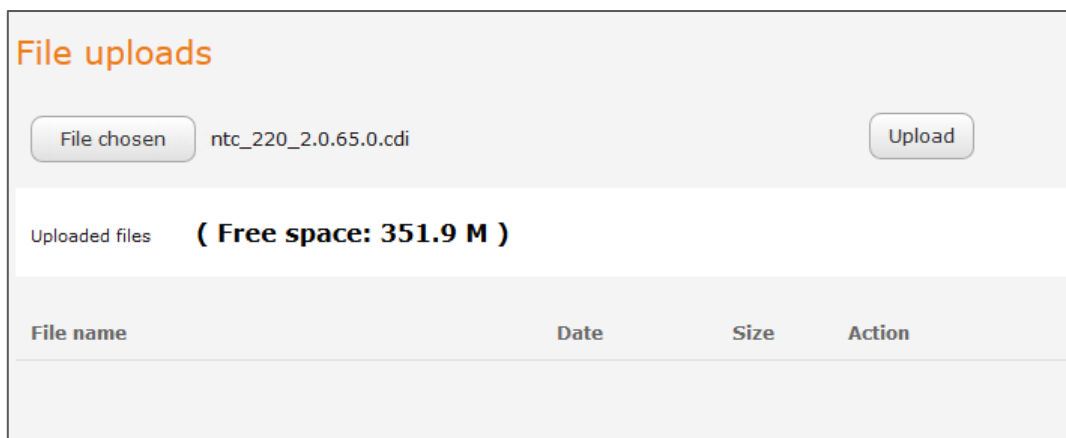 File uploads
File chosen ntc_220_2.0.65.0.cdi Upload
Uploaded files ( Free space: 351.9 M )
File name Date Size Action